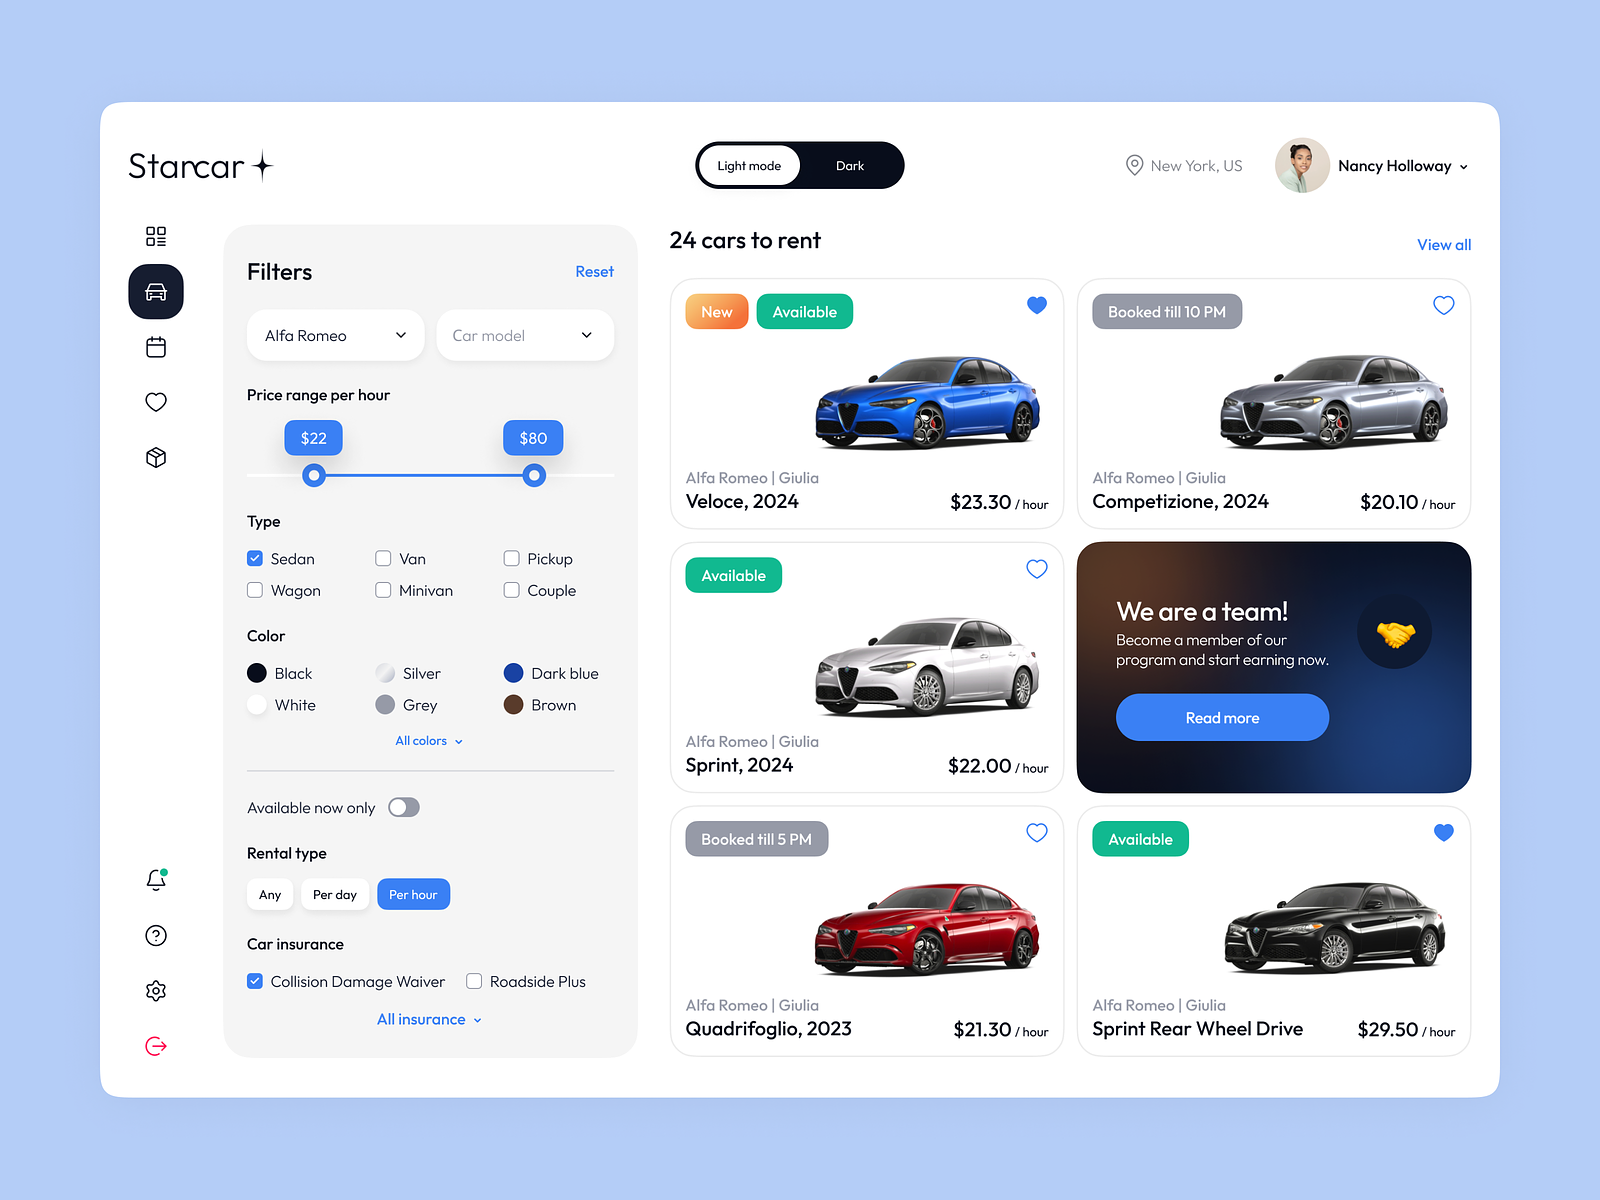 Starcar
Light mode
Dark
New York, US
Nancy Holloway
Filters
Reset
Alfa Romeo
Car model
Price range per hour
$22
$80
Type
Sedan
Van
Pickup
Wagon
Minivan
Couple
Color
Black
Silver
Dark blue
White
Grey
Brown
All colors
Available now only
Rental type
Any
Per day
Per hour
Car insurance
Collision Damage Waiver
Roadside Plus
All insurance
24 cars to rent
View all
New
Available
Alfa Romeo | Giulia
Veloce, 2024
$23.30 / hour
Booked till 10 PM
Alfa Romeo | Giulia
Competizione, 2024
$20.10 / hour
Available
Alfa Romeo | Giulia
Sprint, 2024
$22.00 / hour
We are a team!
Become a member of our
program and start earning now.
Read more
Booked till 5 PM
Alfa Romeo | Giulia
Quadrifoglio, 2023
$21.30 / hour
Available
Alfa Romeo | Giulia
Sprint Rear Wheel Drive
$29.50 / hour